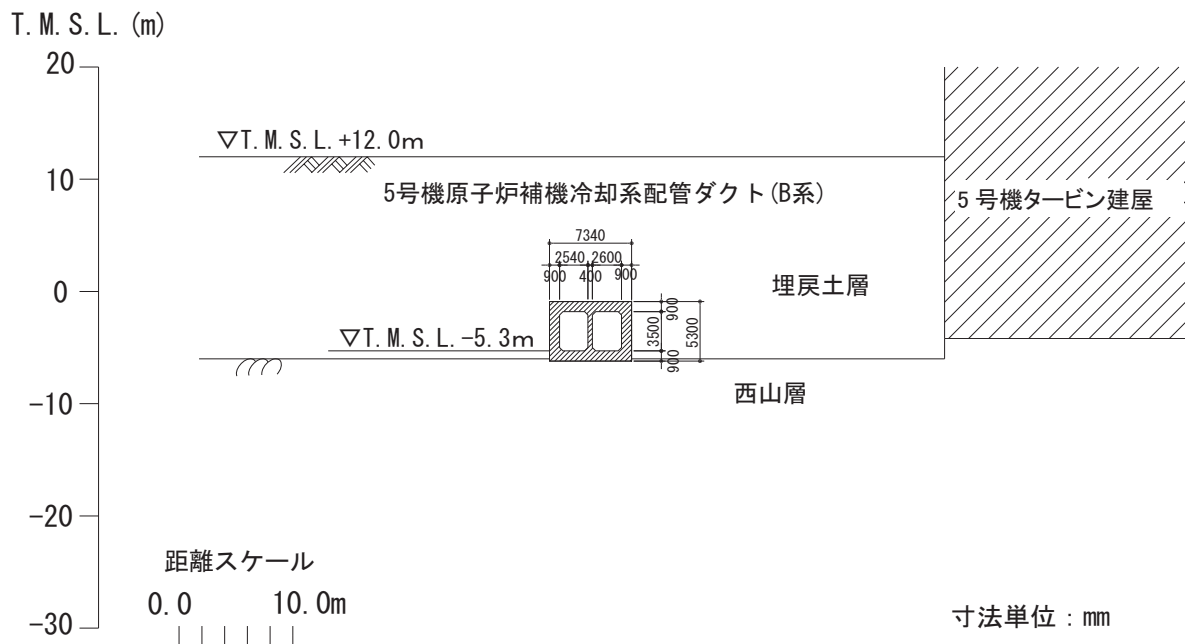 T.M.S.L.(m)
20
▽T.M.S.L.+12.0m
10
5号機原子炉補機冷却系配管ダクト(B系)
5号機タービン建屋
7340
2540 2600
900 400 900
0
埋戻土層
900
3500
5300
900
▽T.M.S.L.-5.3m
西山層
-10
-20
距離スケール
0.0 10.0m
寸法単位：mm
-30